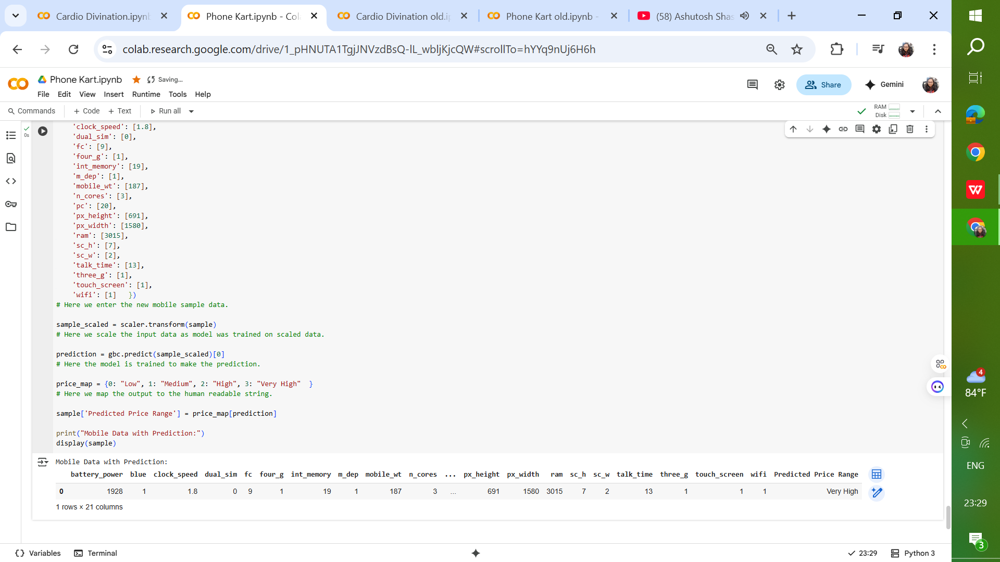 Cardio Divination.ipynb
Phone Kart.ipynb - Col
Cardio Divination old.ip
Phone Kart old.ipynb -
(58) Ashutosh Shas
colab.research.google.com/drive/1_pHNUTA1TgjJNVzdBsQ-lL_wbljKjcQW#scrollTo=hYYq9nUj6H6h
Phone Kart.ipynb
Saving...
File Edit View Insert Runtime Tools Help
Share
Gemini
Commands + Code + Text Run all
RAM
Disk
0s
'clock_speed': [1.8],
'dual_sim': [0],
'fc': [9],
'four_g': [1],
'int_memory': [19],
'm_dep': [1],
'mobile_wt': [187],
'n_cores': [3],
'pc': [20],
'px_height': [691],
'px_width': [1580],
'ram': [3015],
'sc_h': [7],
'sc_w': [2],
'talk_time': [13],
'three_g': [1],
'touch_screen': [1],
'wifi': [1]   })
# Here we enter the new mobile sample data.
sample_scaled = scaler.transform(sample)
# Here we scale the input data as model was trained on scaled data.
prediction = gbc.predict(sample_scaled)[0]
# Here the model is trained to make the prediction.
price_map = {0: "Low", 1: "Medium", 2: "High", 3: "Very High"  }
# Here we map the output to the human readable string.
sample['Predicted Price Range'] = price_map[prediction]
print("Mobile Data with Prediction:")
display(sample)
Mobile Data with Prediction:
battery_power blue clock_speed dual_sim fc four_g int_memory m_dep mobile_wt n_cores ... px_height px_width ram sc_h sc_w talk_time three_g touch_screen wifi Predicted Price Range
0 1928 1 1.8 0 9 1 19 1 187 3 ... 691 1580 3015 7 2 13 1 1 1 Very High
1 rows × 21 columns
Variables Terminal
23:29 Python 3
4
84°F
ENG
23:29
3